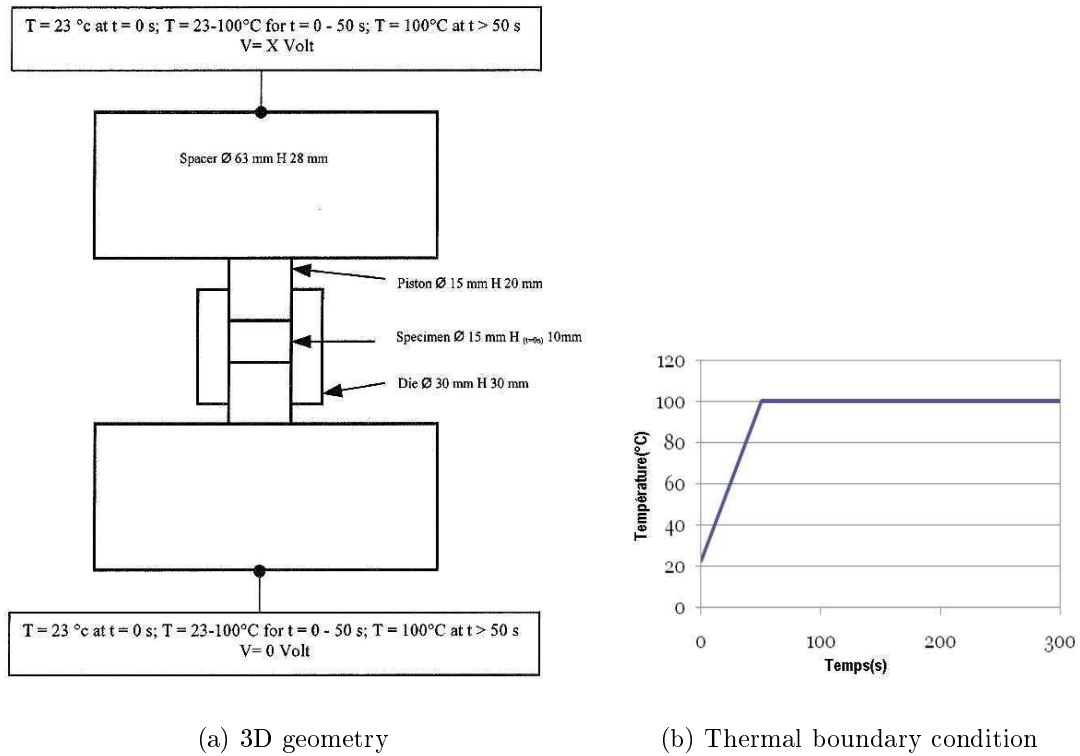 T = 23 °c at t = 0 s; T = 23-100°C for t = 0 - 50 s; T = 100°C at t > 50 s
V= X Volt
Spacer Ø 63 mm H 28 mm
Piston Ø 15 mm H 20 mm
Specimen Ø 15 mm H (t=0s) 10mm
Die Ø 30 mm H 30 mm
T = 23 °c at t = 0 s; T = 23-100°C for t = 0 - 50 s; T = 100°C at t > 50 s
V= 0 Volt
(a) 3D geometry
Température(°C)
120
100
80
60
40
20
0
0 100 200 300
Temps(s)
(b) Thermal boundary condition